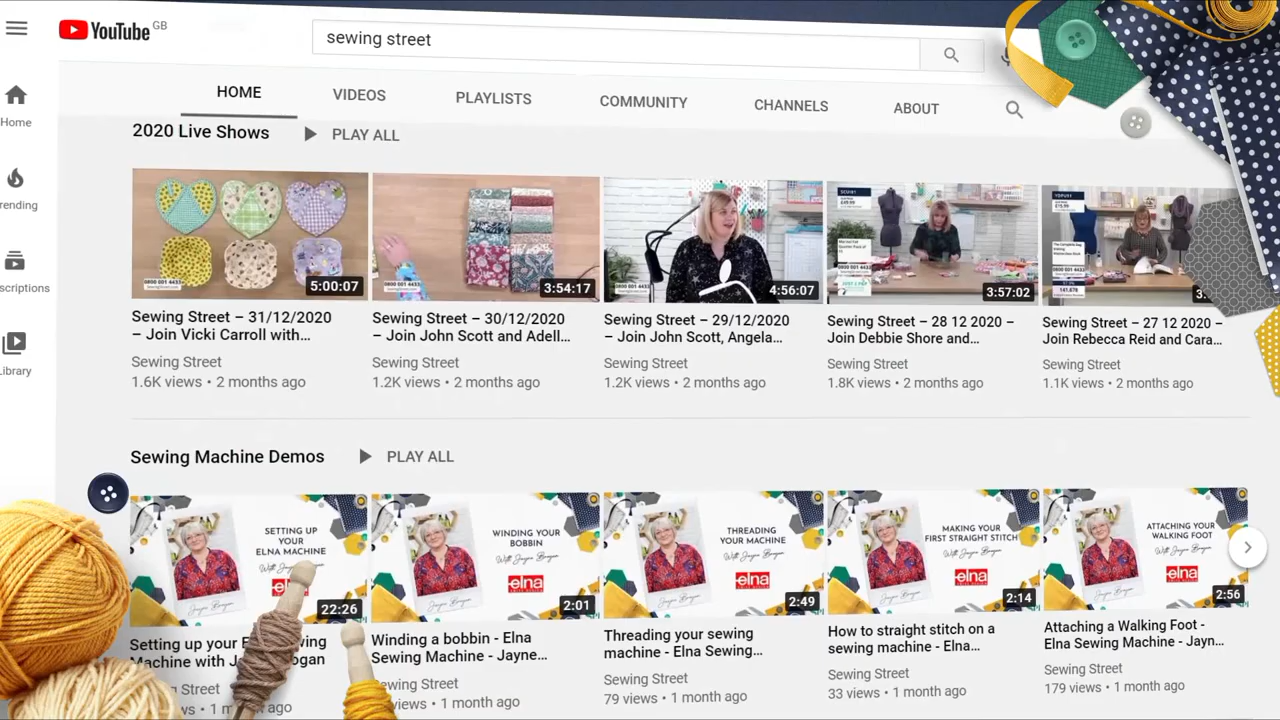 YouTube GB
sewing street
HOME VIDEOS PLAYLISTS COMMUNITY CHANNELS ABOUT
Home
rending
scriptions
Library
2020 Live Shows PLAY ALL
5:00:07
3:54:17
4:56:07
3:57:02
3:
Sewing Street – 31/12/2020
– Join Vicki Carroll with...
Sewing Street
1.6K views • 2 months ago
Sewing Street – 30/12/2020
– Join John Scott and Adell...
Sewing Street
1.2K views • 2 months ago
Sewing Street – 29/12/2020
– Join John Scott, Angela...
Sewing Street
1.2K views • 2 months ago
Sewing Street – 28 12 2020 –
Join Debbie Shore and...
Sewing Street
1.8K views • 2 months ago
Sewing Street – 27 12 2020 –
Join Rebecca Reid and Cara...
Sewing Street
1.1K views • 2 months ago
Sewing Machine Demos PLAY ALL
SETTING UP
YOUR
ELNA MACHINE
22:26
WINDING YOUR
BOBBIN
elna
2:01
THREADING
YOUR MACHINE
elna
2:49
MAKING YOUR
FIRST STRAIGHT STITCH
elna
2:14
ATTACHING YOUR
WALKING FOOT
elna
2:56
Setting up your E wing
Machine with J ogan
Street
1 m ago
Winding a bobbin - Elna
Sewing Machine - Jayne...
ewing Street
views • 1 month ago
Threading your sewing
machine - Elna Sewing...
Sewing Street
79 views • 1 month ago
How to straight stitch on a
sewing machine - Elna...
Sewing Street
33 views • 1 month ago
Attaching a Walking Foot -
Elna Sewing Machine - Jayn...
Sewing Street
179 views • 1 month ago